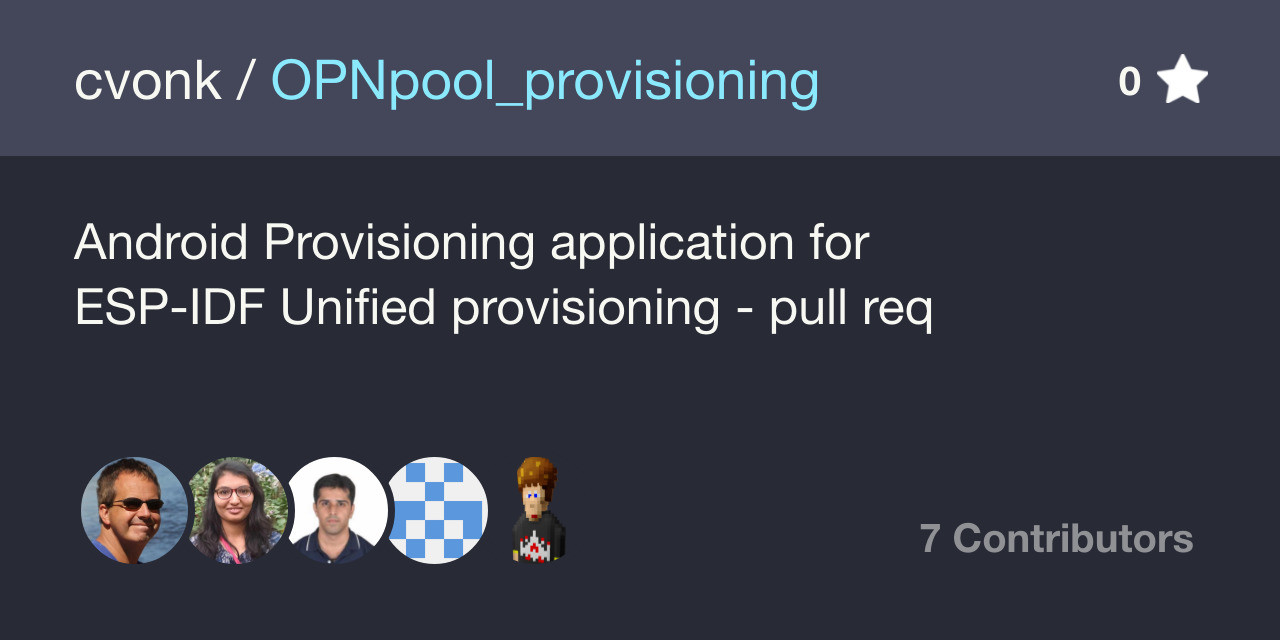 cvonk / OPNpool_provisioning
0
Android Provisioning application for
ESP-IDF Unified provisioning - pull req
7 Contributors